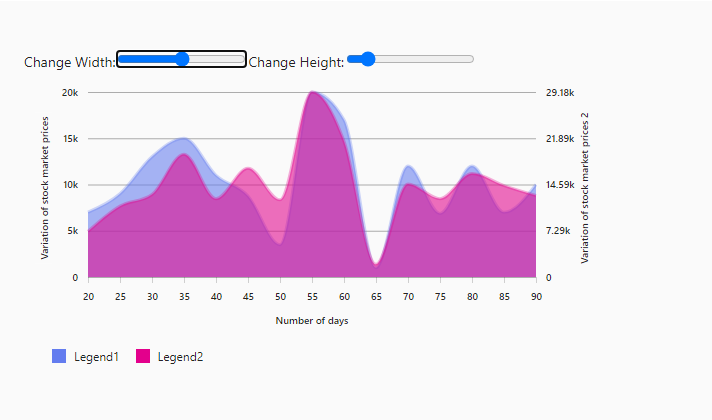 Change Width: Change Height:
20k
15k
10k
5k
0
Variation of stock market prices
29.18k
21.89k
14.59k
7.29k
0
Variation of stock market prices 2
20 25 30 35 40 45 50 55 60 65 70 75 80 85 90
Number of days
Legend1 Legend2